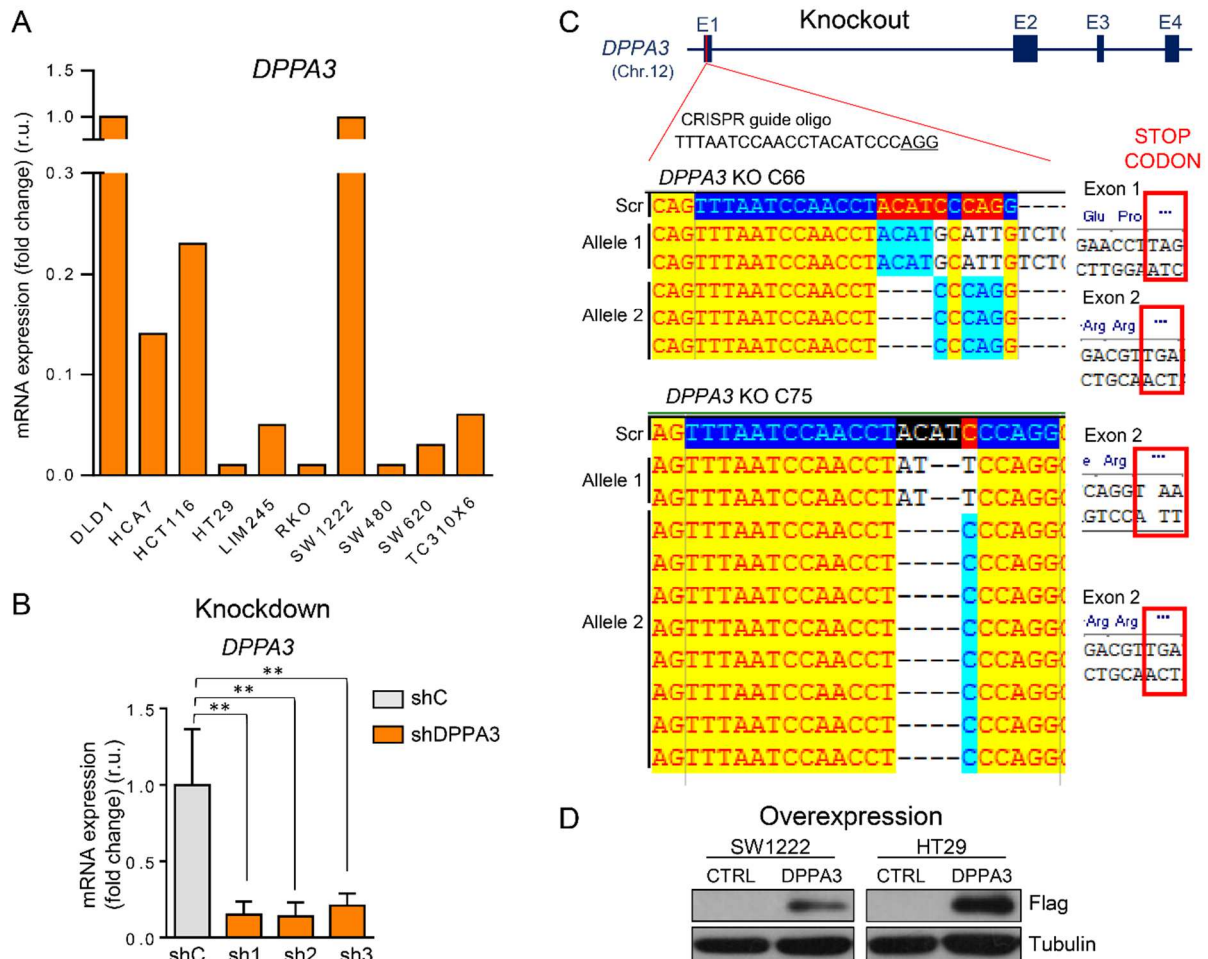 A
DPPA3
mRNA expression (fold change) (r.u.)
1.5
1.0
0.3
0.2
0.1
0.0
DLD1
HCA7
HCT116
HT29
LIM245
RKO
SW1222
SW480
SW620
TC310X6
B
Knockdown
DPPA3
**
**
**
shC
shDPPA3
mRNA expression
(fold change) (r.u.)
1.5
1.0
0.5
0.0
shC sh1 sh2 sh3
C
Knockout
E1 E2 E3 E4
DPPA3
(Chr.12)
CRISPR guide oligo
TTTAATCCAACCTACATCCCAGG
STOP
CODON
DPPA3 KO C66
Scr CAGTTTAATCCAACCTACATCCCAGG----
Allele 1
CAGTTTAATCCAACCTACATGCATTGTCTG
CAGTTTAATCCAACCTACATGCATTGTCTG
Allele 2
CAGTTTAATCCAACCT----CCCAGG----
CAGTTTAATCCAACCT----CCCAGG----
CAGTTTAATCCAACCT----CCCAGG----
Exon 1
Glu Pro ...
GAACCTTAG
CTTGGAATC
Exon 2
Arg Arg ...
GACGTTGA
CTGCAACT
DPPA3 KO C75
Scr AGTTTAATCCAACCTACATCCCAGG
Allele 1
AGTTTAATCCAACCTAT--TCCAGG
AGTTTAATCCAACCTAT--TCCAGG
Allele 2
AGTTTAATCCAACCT----CCCAGG
AGTTTAATCCAACCT----CCCAGG
AGTTTAATCCAACCT----CCCAGG
AGTTTAATCCAACCT----CCCAGG
AGTTTAATCCAACCT----CCCAGG
AGTTTAATCCAACCT----CCCAGG
AGTTTAATCCAACCT----CCCAGG
AGTTTAATCCAACCT----CCCAGG
Exon 2
e Arg ...
CAGGT AA
GTCCA TT
Exon 2
Arg Arg ...
GACGTTGA
CTGCAACT
D
Overexpression
SW1222 HT29
CTRL DPPA3 CTRL DPPA3
Flag
Tubulin